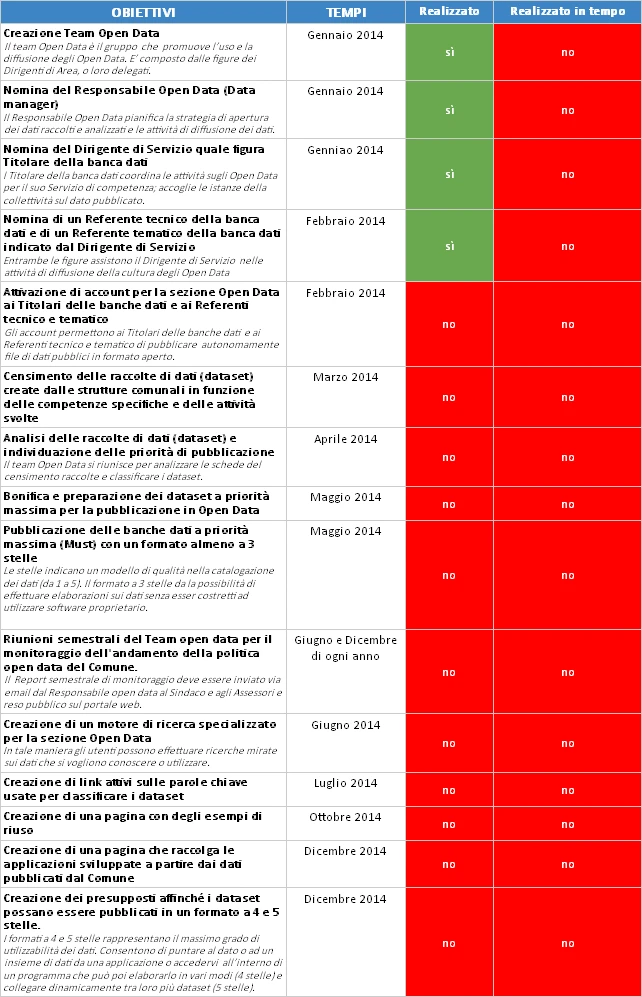 OBIETTIVI TEMPI Realizzato Realizzato in tempo
Creazione Team Open Data
Il team Open Data è il gruppo che promuove l'uso e la
diffusione degli Open Data. E' composto dalle figure dei
Dirigenti di Area, o loro delegati.
Gennaio 2014
sì
no
Nomina del Responsabile Open Data (Data
manager)
Il Responsabile Open Data pianifica la strategia di apertura
dei dati raccolti e analizzati e le attività di diffusione dei dati.
Gennaio 2014
sì
no
Nomina del Dirigente di Servizio quale figura
Titolare della banca dati
I Titolare della banca dati coordina le attività sugli Open Data
per il suo Servizio di competenza; accoglie le istanze della
collettività sul dato pubblicato.
Genniao 2014
sì
no
Nomina di un Referente tecnico della banca
dati e di un Referente tematico della banca dati
indicato dal Dirigente di Servizio
Entrambe le figure assistono il Dirigente di Servizio nelle
attività di diffusione della cultura degli Open Data
Febbraio 2014
sì
no
Attivazione di account per la sezione Open Data
ai Titolari delle banche dati e ai Referenti
tecnico e tematico
Gli account permettono ai Titolari delle banche dati e ai
Referenti tecnico e tematico di pubblicare autonomamente
file di dati pubblici in formato aperto.
Febbraio 2014
no
no
Censimento delle raccolte di dati (dataset)
create dalle strutture comunali in funzione
delle competenze specifiche e delle attività
svolte
Marzo 2014
no
no
Analisi delle raccolte di dati (dataset) e
individuazione delle priorità di pubblicazione
Il team Open Data si riunisce per analizzare le schede del
censimento raccolte e classificare i dataset.
Aprile 2014
no
no
Bonifica e preparazione dei dataset a priorità
massima per la pubblicazione in Open Data
Maggio 2014
no
no
Pubblicazione delle banche dati a priorità
massima (Must) con un formato almeno a 3
stelle
Le stelle indicano un modello di qualità nella catalogazione
dei dati (da 1 a 5). Il formato a 3 stelle da la possibilità di
effettuare elaborazioni sui dati senza esser costretti ad
utilizzare software proprietario.
Maggio 2014
no
no
Riunioni semestrali del Team open data per il
monitoraggio dell'andamento della politica
open data del Comune.
Il Report semestrale di monitoraggio deve essere inviato via
email dal Responsabile open data al Sindaco e agli Assessori e
reso pubblico sul portale web.
Giugno e Dicembre
di ogni anno
no
no
Creazione di un motore di ricerca specializzato
per la sezione Open Data
In tale maniera gli utenti possono effettuare ricerche mirate
sui dati che si vogliono conoscere o utilizzare.
Giugno 2014
no
no
Creazione di link attivi sulle parole chiave
usate per classificare i dataset
Luglio 2014
no
no
Creazione di una pagina con degli esempi di
riuso
Ottobre 2014
no
no
Creazione di una pagina che raccolga le
applicazioni sviluppate a partire dai dati
pubblicati dal Comune
Dicembre 2014
no
no
Creazione dei presupposti affinché i dataset
possano essere pubblicati in un formato a 4 e 5
stelle.
I formati a 4 e 5 stelle rappresentano il massimo grado di
utilizzabilità dei dati. Consentono di puntare al dato o ad un
insieme di dati da una applicazione o accedervi all'interno di
un programma che può poi elaborarlo in vari modi (4 stelle) e
collegare dinamicamente tra loro più dataset (5 stelle).
Dicembre 2014
no
no